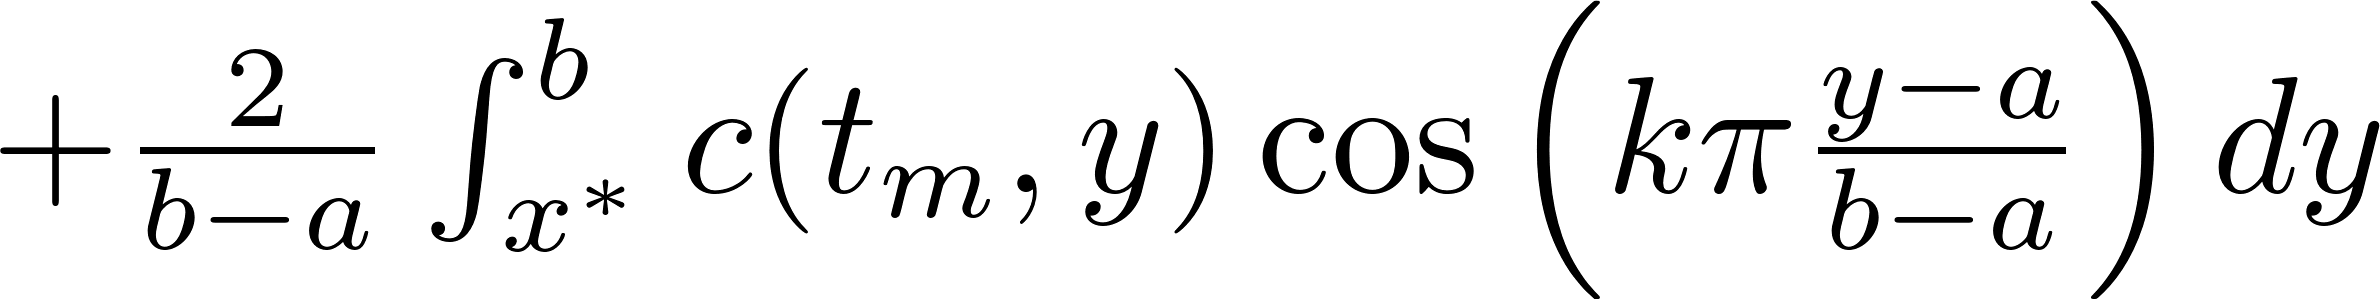 $+ \frac{2}{b-a} \int_{x^*}^{b} c(t_m, y) \cos \left( k\pi \frac{y-a}{b-a} \right) dy$